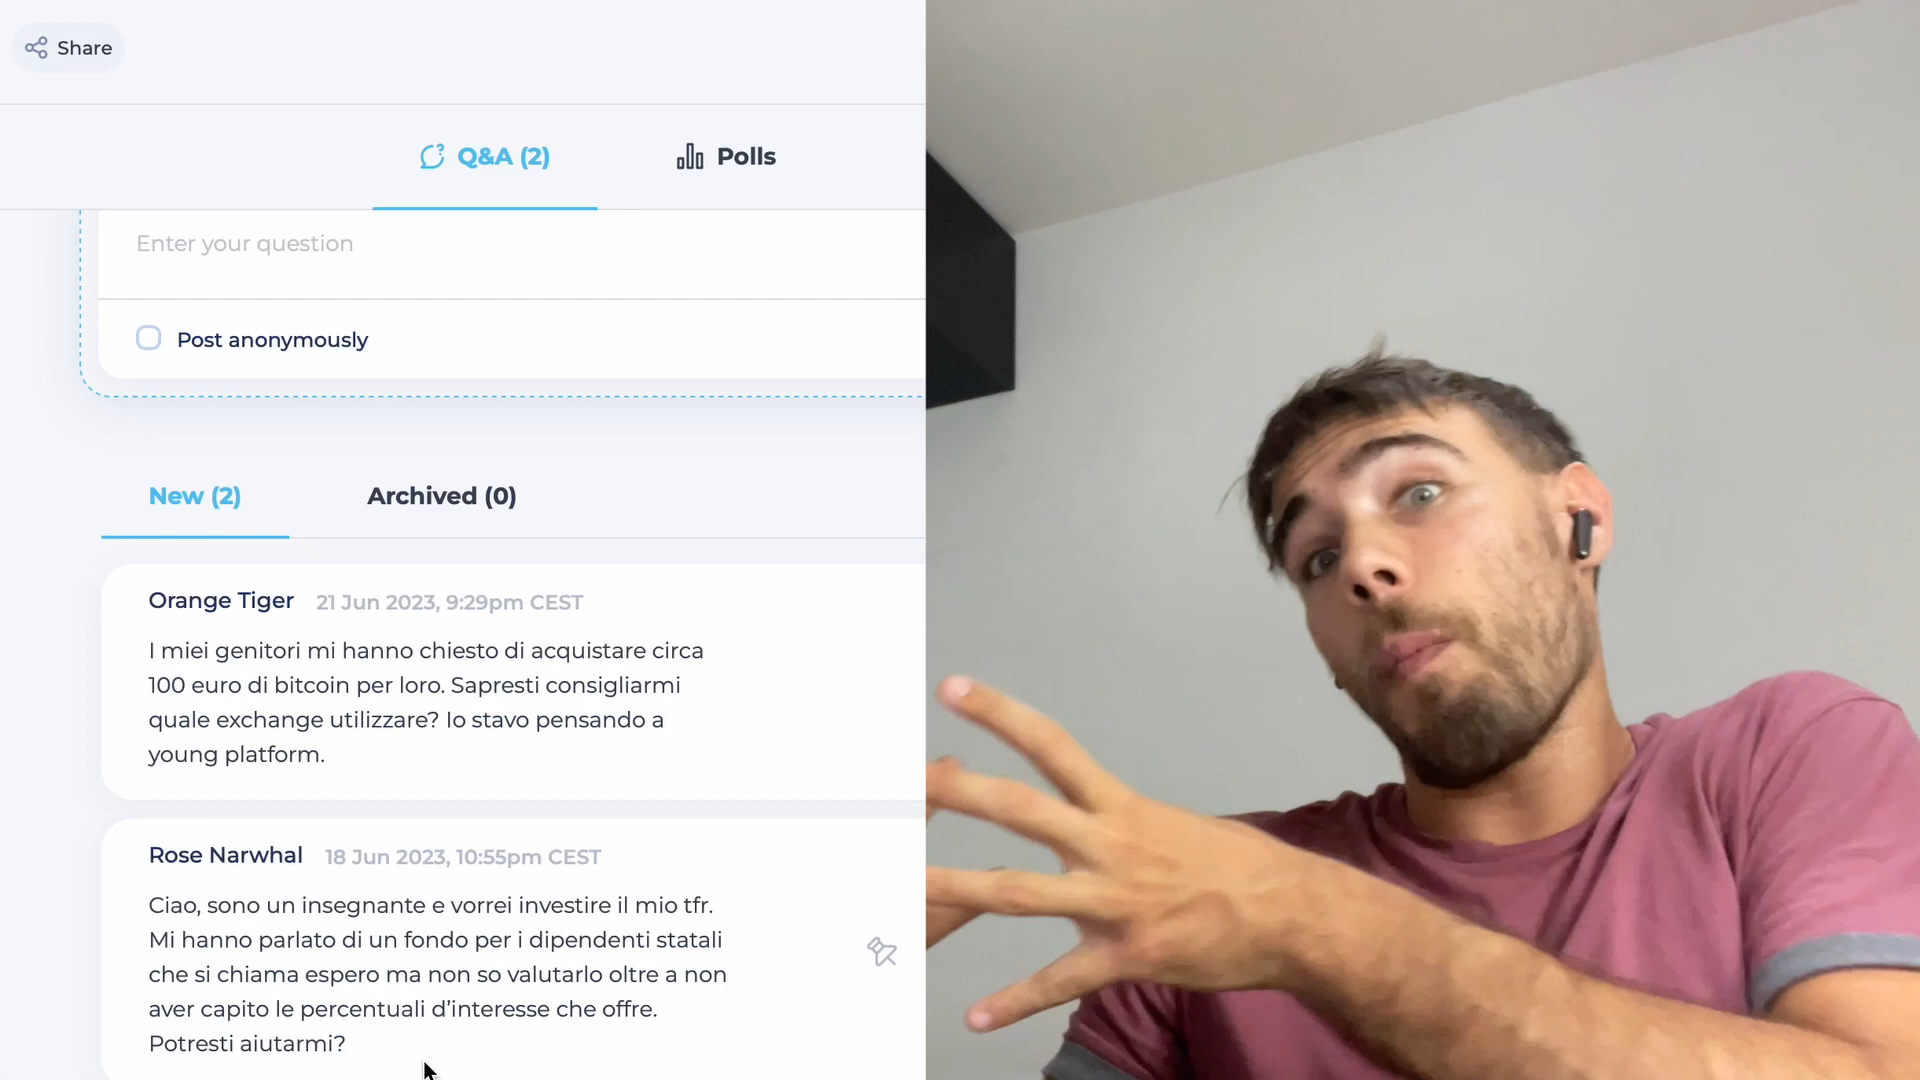 Share
Q&A (2)
Polls
Enter your question
Post anonymously
New (2)
Archived (0)
Orange Tiger 21 Jun 2023, 9:29pm CEST
I miei genitori mi hanno chiesto di acquistare circa
100 euro di bitcoin per loro. Sapresti consigliarmi
quale exchange utilizzare? Io stavo pensando a
young platform.
Rose Narwhal 18 Jun 2023, 10:55pm CEST
Ciao, sono un insegnante e vorrei investire il mio tfr.
Mi hanno parlato di un fondo per i dipendenti statali
che si chiama espero ma non so valutarlo oltre a non
aver capito le percentuali d’interesse che offre.
Potresti aiutarmi?